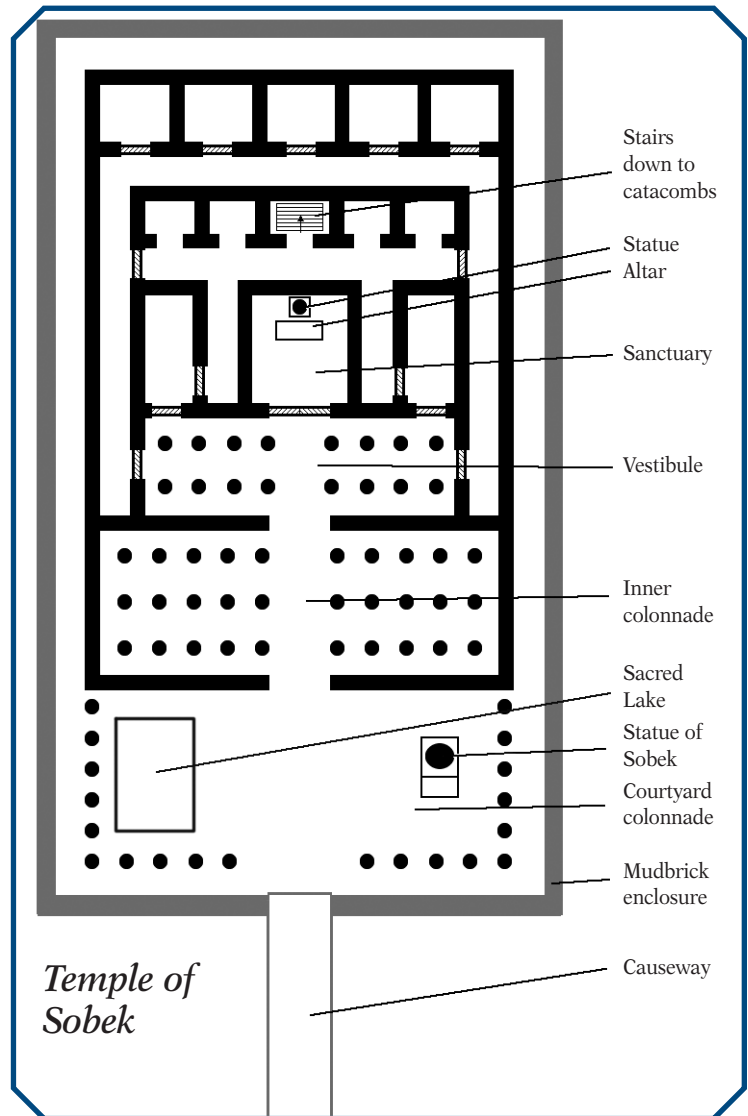 Stairs
down to
catacombs
Statue
Altar
Sanctuary
Vestibule
Inner
colonnade
Sacred
Lake
Statue of
Sobek
Courtyard
colonnade
Mudbrick
enclosure
Causeway
Temple of
Sobek